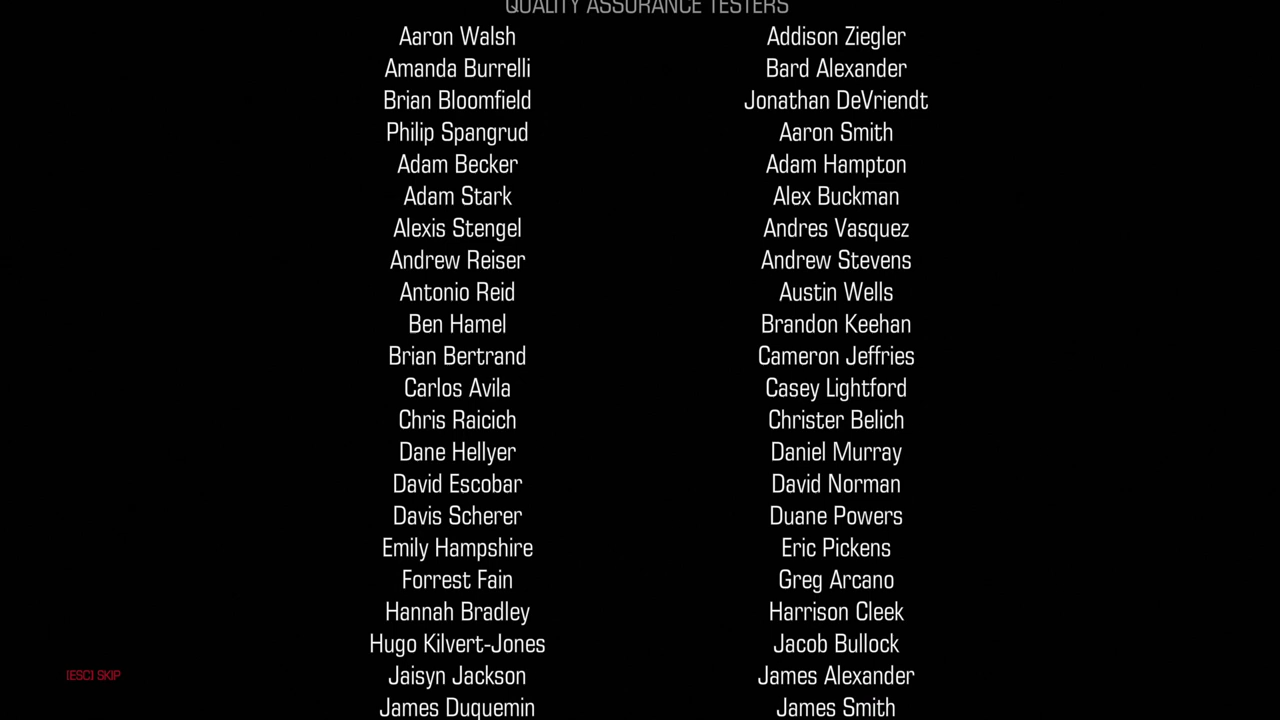 QUALITY ASSURANCE TESTERS
Aaron Walsh Addison Ziegler
Amanda Burrelli Bard Alexander
Brian Bloomfield Jonathan DeVriendt
Philip Spangrud Aaron Smith
Adam Becker Adam Hampton
Adam Stark Alex Buckman
Alexis Stengel Andres Vasquez
Andrew Reiser Andrew Stevens
Antonio Reid Austin Wells
Ben Hamel Brandon Keehan
Brian Bertrand Cameron Jeffries
Carlos Avila Casey Lightford
Chris Raicich Christer Belich
Dane Hellyer Daniel Murray
David Escobar David Norman
Davis Scherer Duane Powers
Emily Hampshire Eric Pickens
Forrest Fain Greg Arcano
Hannah Bradley Harrison Cleek
Hugo Kilvert-Jones Jacob Bullock
[ESC] SKIP Jaisyn Jackson James Alexander
James Duquemin James Smith